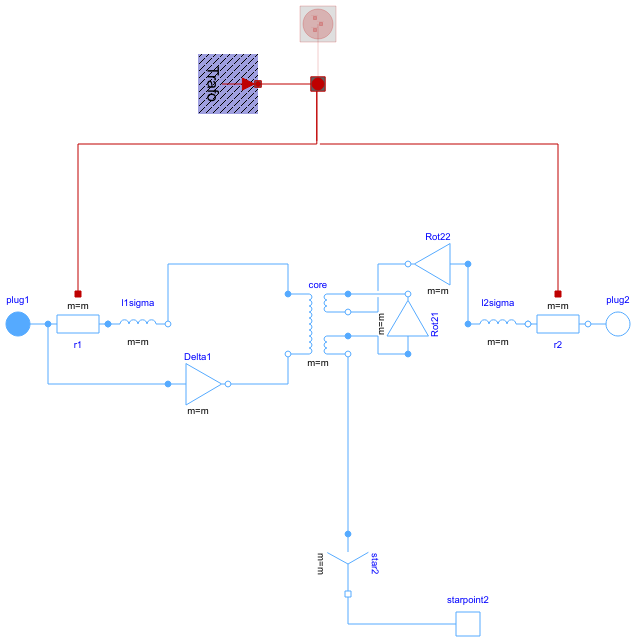 Trafo
Rot22
m=m
plug1
m=m
r1
l1sigma
m=m
core
m=m
m=m
Rot21
l2sigma
m=m
m=m
r2
plug2
Delta1
m=m
m=m
star2
starpoint2